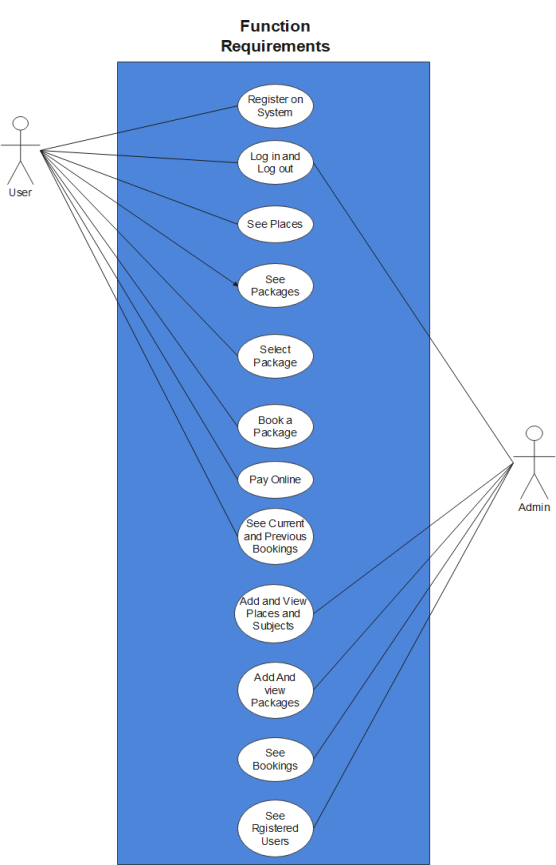 Function
Requirements
Register on
System
Log in and
Log out
User
See Places
See
Packages
Select
Package
Book a
Package
Pay Online
Admin
See Current
and Previous
Bookings
Add and View
Places and
Subjects
Add And
view
Packages
See
Bookings
See
Rgistered
Users